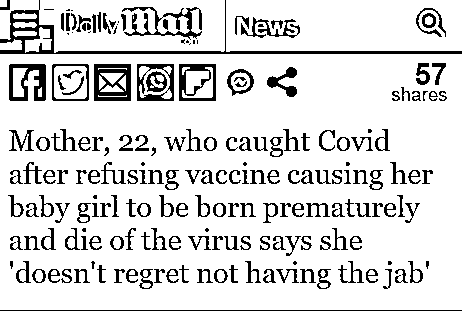 Daily Mail
.com
News
57
shares
Mother, 22, who caught Covid
after refusing vaccine causing her
baby girl to be born prematurely
and die of the virus says she
'doesn't regret not having the jab'